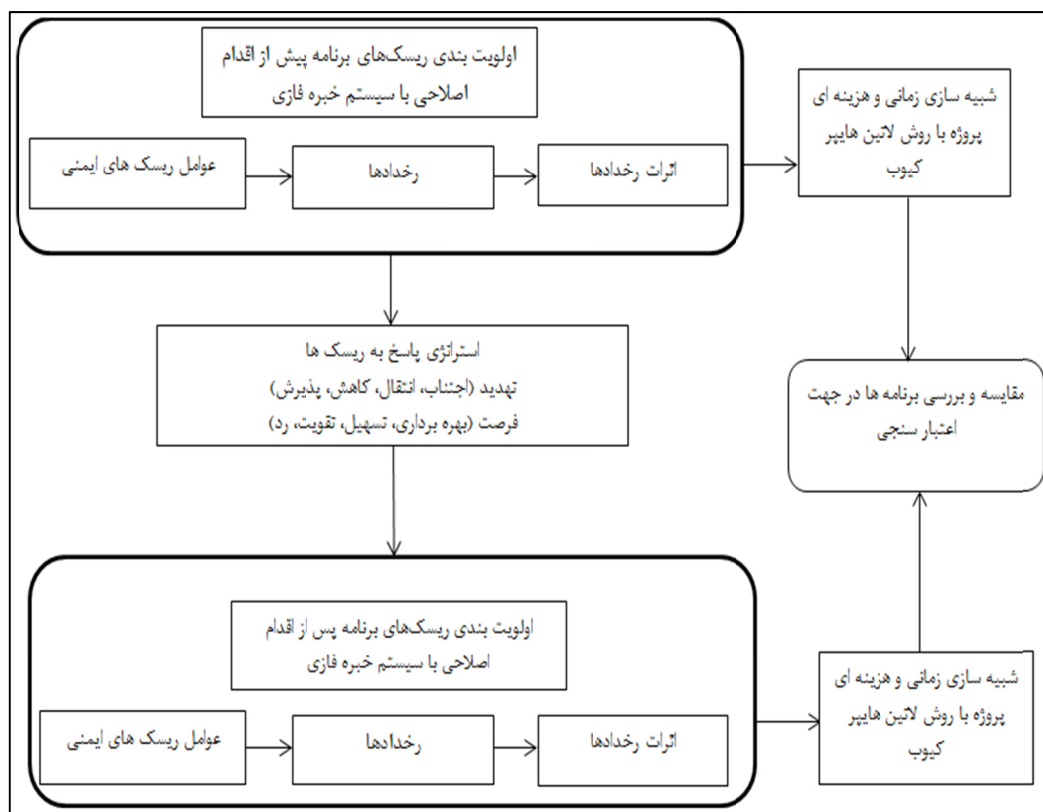 اولویت بندی ریسک‌های برنامه پیش از اقدام
اصلاحی با سیستم خبره فازی
عوامل ریسک های ایمنی
رخدادها
اثرات رخدادها
شبیه سازی زمانی و هزینه ای
پروژه با روش لاتین هایپر
کیوب
استراتژی پاسخ به ریسک ها
تهدید (اجتناب، انتقال، کاهش، پذیرش)
فرصت (بهره برداری، تسهیل، تقویت، رد)
مقایسه و بررسی برنامه ها در جهت
اعتبار سنجی
اولویت بندی ریسک‌های برنامه پس از اقدام
اصلاحی با سیستم خبره فازی
عوامل ریسک های ایمنی
رخدادها
اثرات رخدادها
شبیه سازی زمانی و هزینه ای
پروژه با روش لاتین هایپر
کیوب